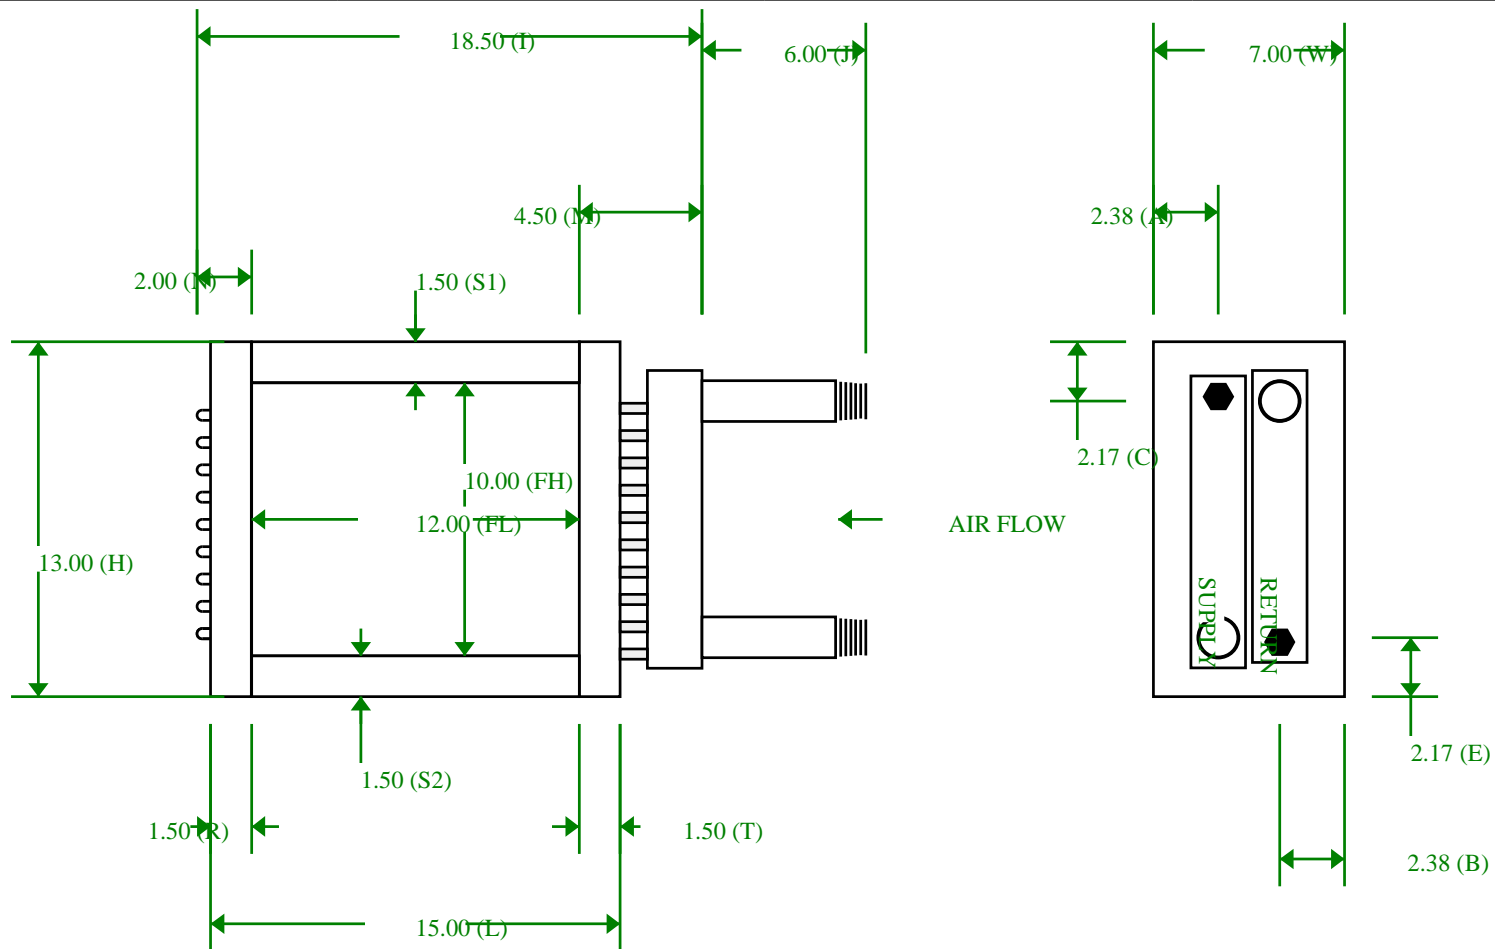 18.50 (I)
6.00 (J)
7.00 (W)
4.50 (M)
2.38 (A)
2.00 (N)
1.50 (S1)
2.17 (C)
10.00 (FH)
12.00 (FL)
AIR FLOW
13.00 (H)
SUPPLY
RETURN
2.17 (E)
1.50 (S2)
1.50 (R)
1.50 (T)
2.38 (B)
15.00 (L)